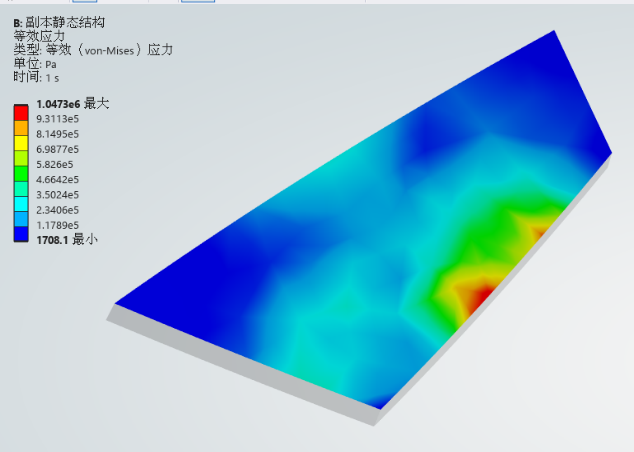 B: 副本静态结构
等效应力
类型: 等效（von-Mises）应力
单位: Pa
时间: 1 s
1.0473e6 最大
9.3113e5
8.1495e5
6.9877e5
5.826e5
4.6642e5
3.5024e5
2.3406e5
1.1789e5
1708.1 最小